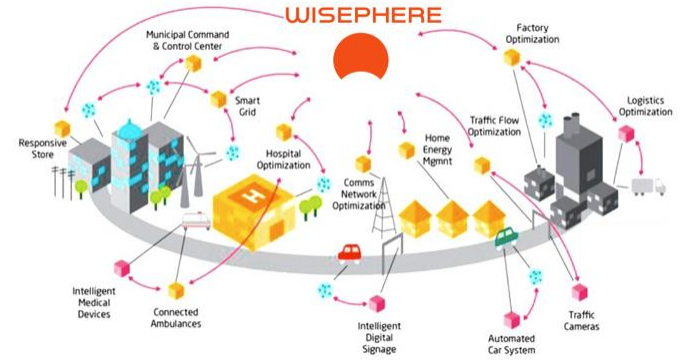 WISEPHERE
Municipal Command
& Control Center
Factory
Optimization
Smart
Grid
Logistics
Optimization
Traffic Flow
Optimization
Responsive
Store
Hospital
Optimization
Home
Energy
Mgmnt
Comms
Network
Optimization
H
Intelligent
Medical
Devices
Connected
Ambulances
Intelligent
Digital
Signage
Automated
Car System
Traffic
Cameras